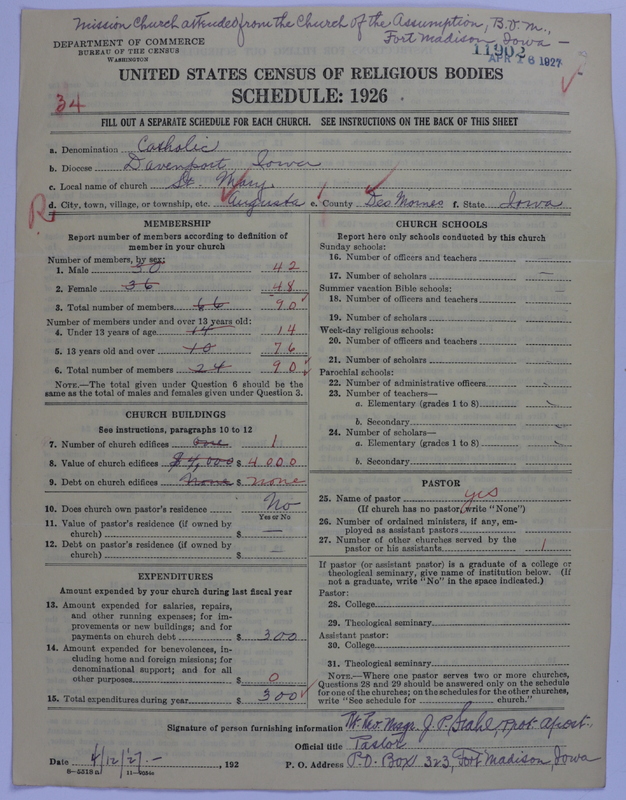 Mission Church attended from the Church of the Assumption, B.V.M.,
Fort Madison, Iowa —
DEPARTMENT OF COMMERCE
BUREAU OF THE CENSUS
WASHINGTON
11902
APR 16 1927
UNITED STATES CENSUS OF RELIGIOUS BODIES
34
SCHEDULE: 1926
FILL OUT A SEPARATE SCHEDULE FOR EACH CHURCH. SEE INSTRUCTIONS ON THE BACK OF THIS SHEET
a. Denomination Catholic
b. Diocese Davenport, Iowa
c. Local name of church St. Mary
R d. City, town, village, or township, etc. Augusta e. County Des Moines f. State Iowa
MEMBERSHIP
Report number of members according to definition of
member in your church
Number of members, by sex:
1. Male 30 42
2. Female 36 48
3. Total number of members 66 90
Number of members under and over 13 years old:
4. Under 13 years of age 14 14
5. 13 years old and over 10 76
6. Total number of members 24 90
NOTE.—The total given under Question 6 should be the
same as the total of males and females given under Question 3.
CHURCH BUILDINGS
See instructions, paragraphs 10 to 12
7. Number of church edifices one 1
8. Value of church edifices $4,000 $ 4000
9. Debt on church edifices None $ none
10. Does church own pastor's residence No
Yes or No
11. Value of pastor's residence (if owned by
church) $ —
12. Debt on pastor's residence (if owned by
church) $ —
EXPENDITURES
Amount expended by your church during last fiscal year
13. Amount expended for salaries, repairs,
and other running expenses; for im-
provements or new buildings; and for
payments on church debt $ 300
14. Amount expended for benevolences, in-
cluding home and foreign missions; for
denominational support; and for all
other purposes $ 0
15. Total expenditures during year $ 300
CHURCH SCHOOLS
Report here only schools conducted by this church
Sunday schools:
16. Number of officers and teachers
17. Number of scholars —
Summer vacation Bible schools:
18. Number of officers and teachers
19. Number of scholars
Week-day religious schools:
20. Number of officers and teachers
21. Number of scholars
Parochial schools:
22. Number of administrative officers
23. Number of teachers—
a. Elementary (grades 1 to 8)
b. Secondary
24. Number of scholars—
a. Elementary (grades 1 to 8)
b. Secondary
PASTOR
25. Name of pastor yes
(If church has no pastor, write "None")
26. Number of ordained ministers, if any, em-
ployed as assistant pastors
27. Number of other churches served by the
pastor or his assistants 1
If pastor (or assistant pastor) is a graduate of a college or
theological seminary, give name of institution below. (If
not a graduate, write "No" in the space indicated.)
Pastor:
28. College
29. Theological seminary
Assistant pastor:
30. College
31. Theological seminary
NOTE.—Where one pastor serves two or more churches,
Questions 28 and 29 should be answered only on the schedule
for one of the churches; on the schedules for the other churches,
write "See schedule for church."
Signature of person furnishing information Rt. Rev. Msgr. J. P. Stahl, Prot. Apost.
Official title Pastor
Date 4/12/'27.—, 192 P. O. Address P.O. Box 323, Fort Madison, Iowa
8—5518a